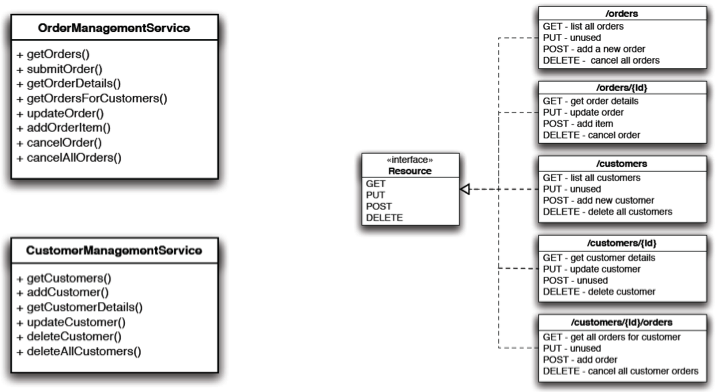 OrderManagementService
+ getOrders()
+ submitOrder()
+ getOrderDetails()
+ getOrdersForCustomers()
+ updateOrder()
+ addOrderItem()
+ cancelOrder()
+ cancelAllOrders()
CustomerManagementService
+ getCustomers()
+ addCustomer()
+ getCustomerDetails()
+ updateCustomer()
+ deleteCustomer()
+ deleteAllCustomers()
«interface»
Resource
GET
PUT
POST
DELETE
/orders
GET - list all orders
PUT - unused
POST - add a new order
DELETE - cancel all orders
/orders/{id}
GET - get order details
PUT - update order
POST - add item
DELETE - cancel order
/customers
GET - list all customers
PUT - unused
POST - add new customer
DELETE - delete all customers
/customers/{id}
GET - get customer details
PUT - update customer
POST - unused
DELETE - delete customer
/customers/{id}/orders
GET - get all orders for customer
PUT - unused
POST - add order
DELETE - cancel all customer orders